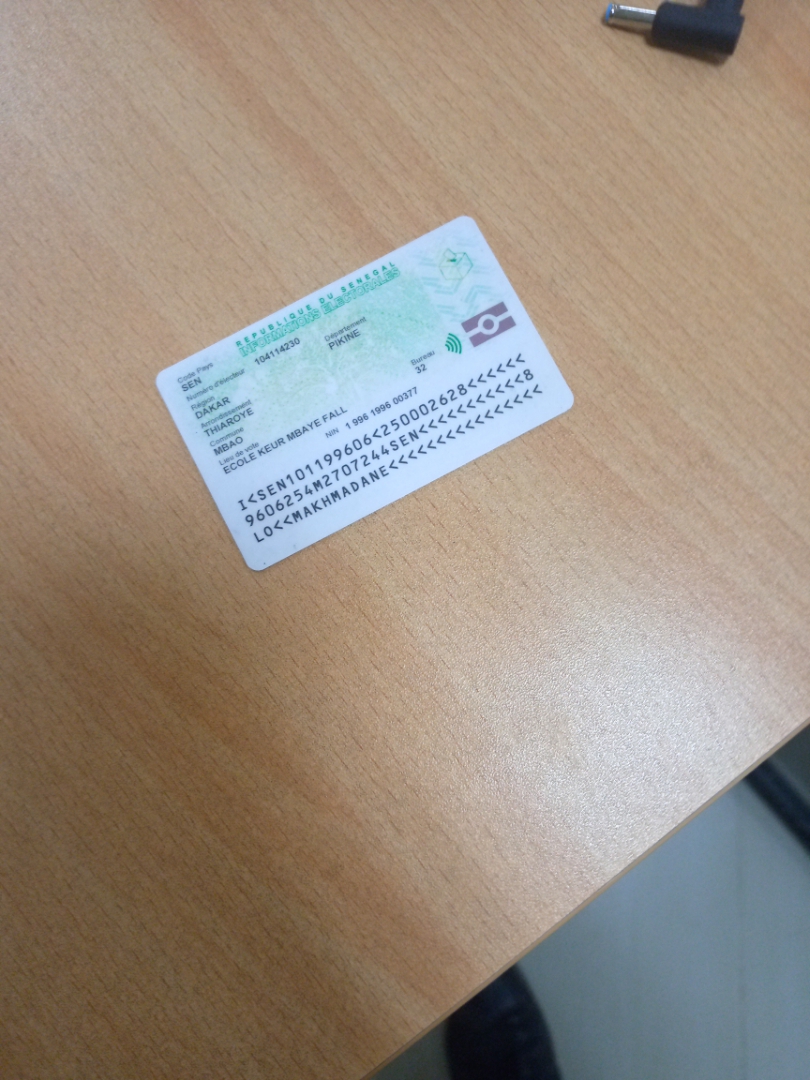 REPUBLIQUE DU SENEGAL
INFORMATIONS ELECTORALES
Code Pays
SEN
Numéro d'électeur 104114230
Région Département
DAKAR PIKINE
Arrondissement
THIAROYE
Commune
MBAO
Lieu de vote Bureau
ECOLE KEUR MBAYE FALL 32
NIN 1 996 1996 00377
I<SEN101199606<250002628<<<<<<
9606254M2707244SEN<<<<<<<<<<<8
LO<<MAKHMADANE<<<<<<<<<<<<<<<<